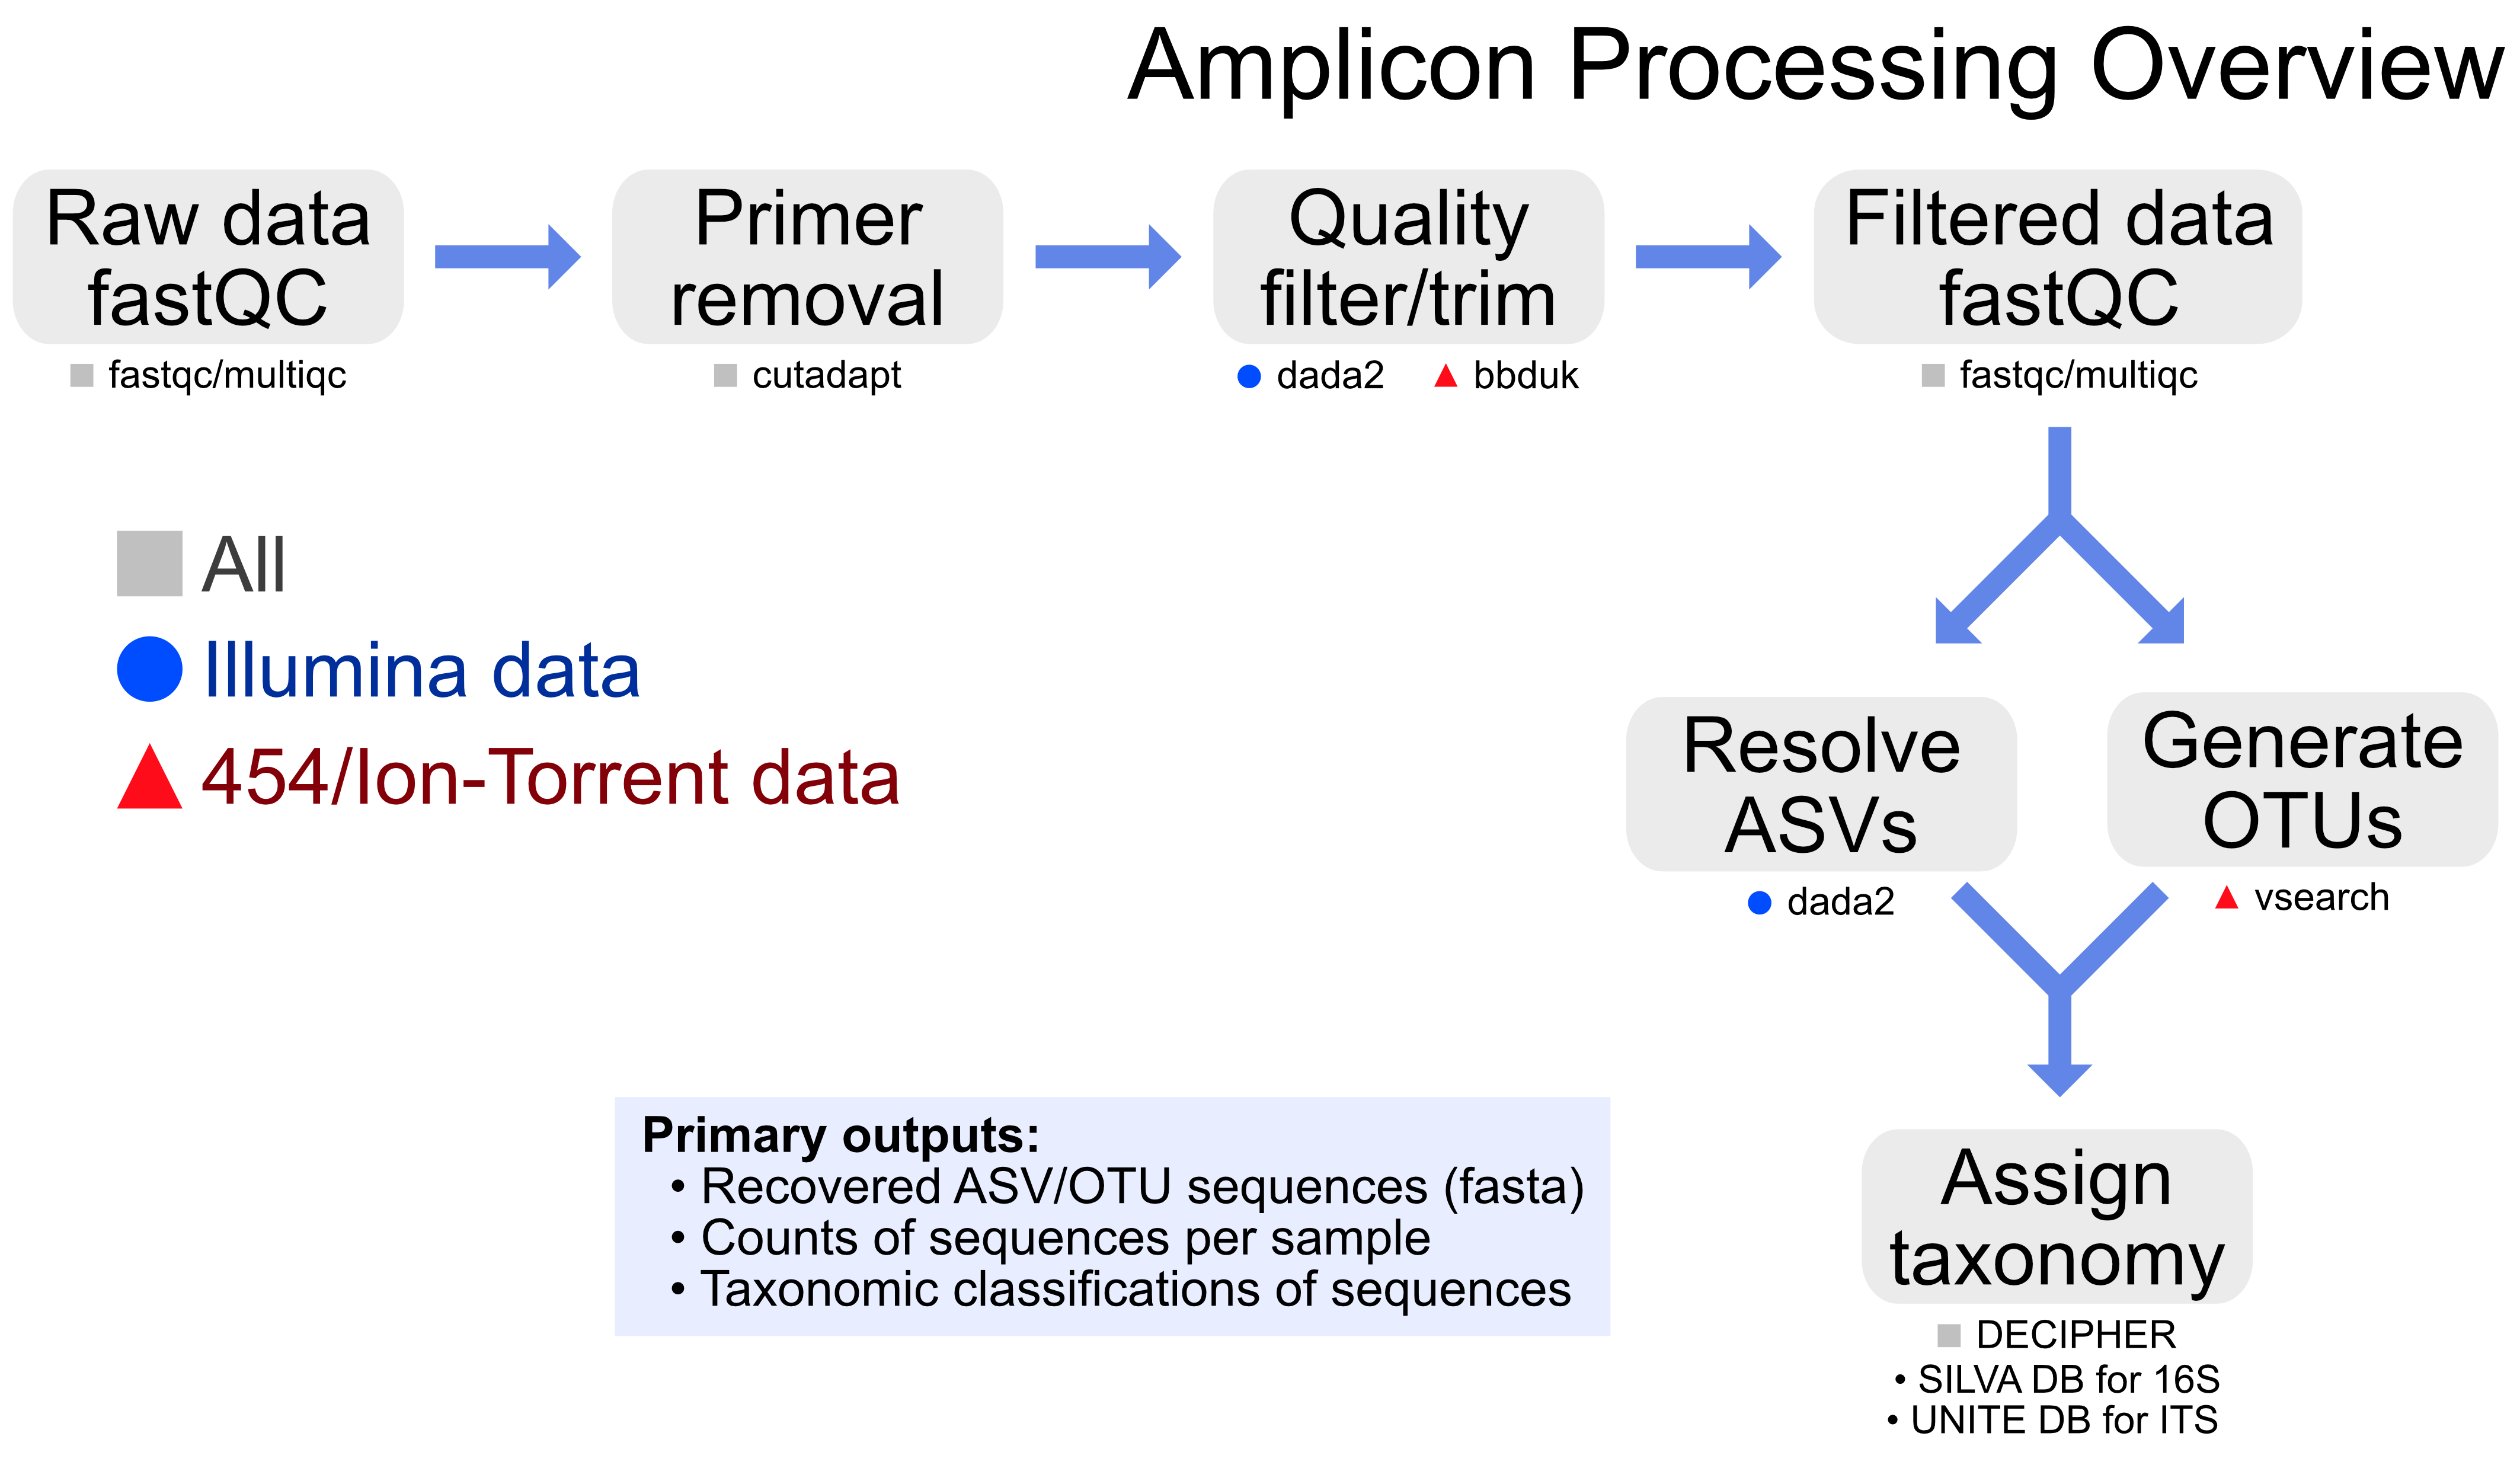 Amplicon Processing Overview
Raw data
fastQC
fastqc/multiqc
Primer
removal
cutadapt
Quality
filter/trim
dada2
bbduk
Filtered data
fastQC
fastqc/multiqc
All
Illumina data
454/Ion-Torrent data
Resolve
ASVs
dada2
Generate
OTUs
vsearch
Primary outputs:
• Recovered ASV/OTU sequences (fasta)
• Counts of sequences per sample
• Taxonomic classifications of sequences
Assign
taxonomy
DECIPHER
• SILVA DB for 16S
• UNITE DB for ITS